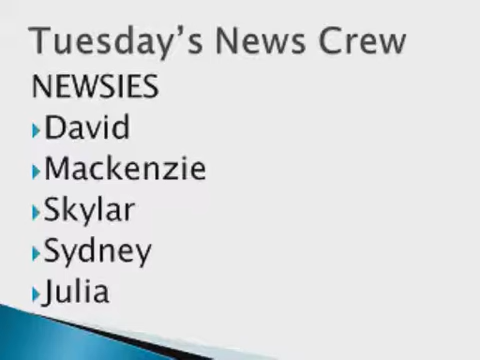 Tuesday's News Crew
NEWSIES
David
Mackenzie
Skylar
Sydney
Julia